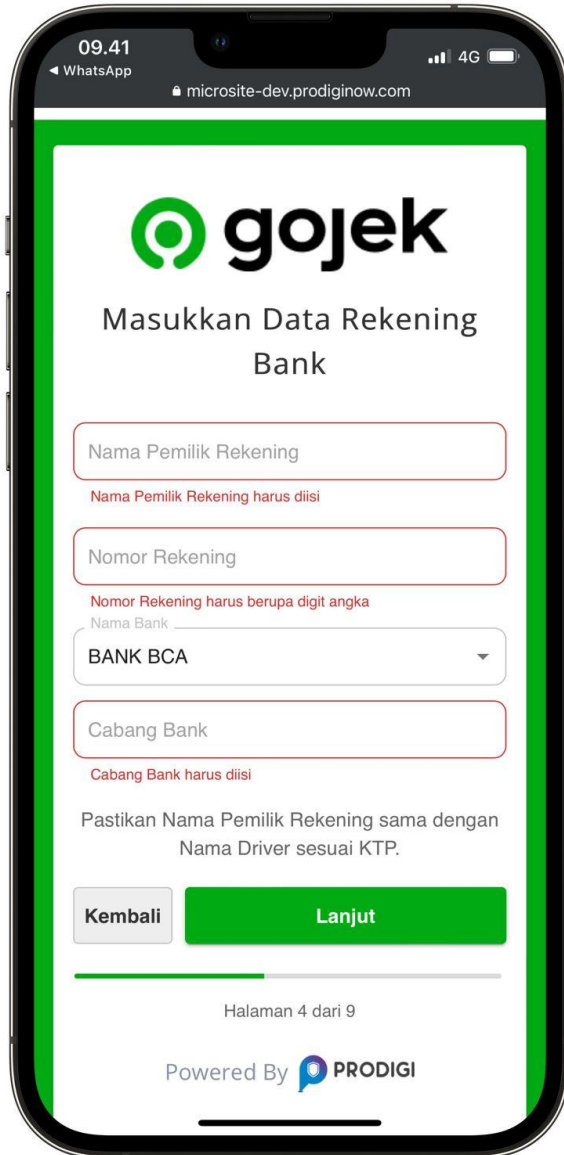 09.41
4G
◀ WhatsApp
microsite-dev.prodiginow.com
gojek
Masukkan Data Rekening
Bank
Nama Pemilik Rekening
Nama Pemilik Rekening harus diisi
Nomor Rekening
Nomor Rekening harus berupa digit angka
Nama Bank
BANK BCA
Cabang Bank
Cabang Bank harus diisi
Pastikan Nama Pemilik Rekening sama dengan
Nama Driver sesuai KTP.
Kembali
Lanjut
Halaman 4 dari 9
Powered By PRODIGI